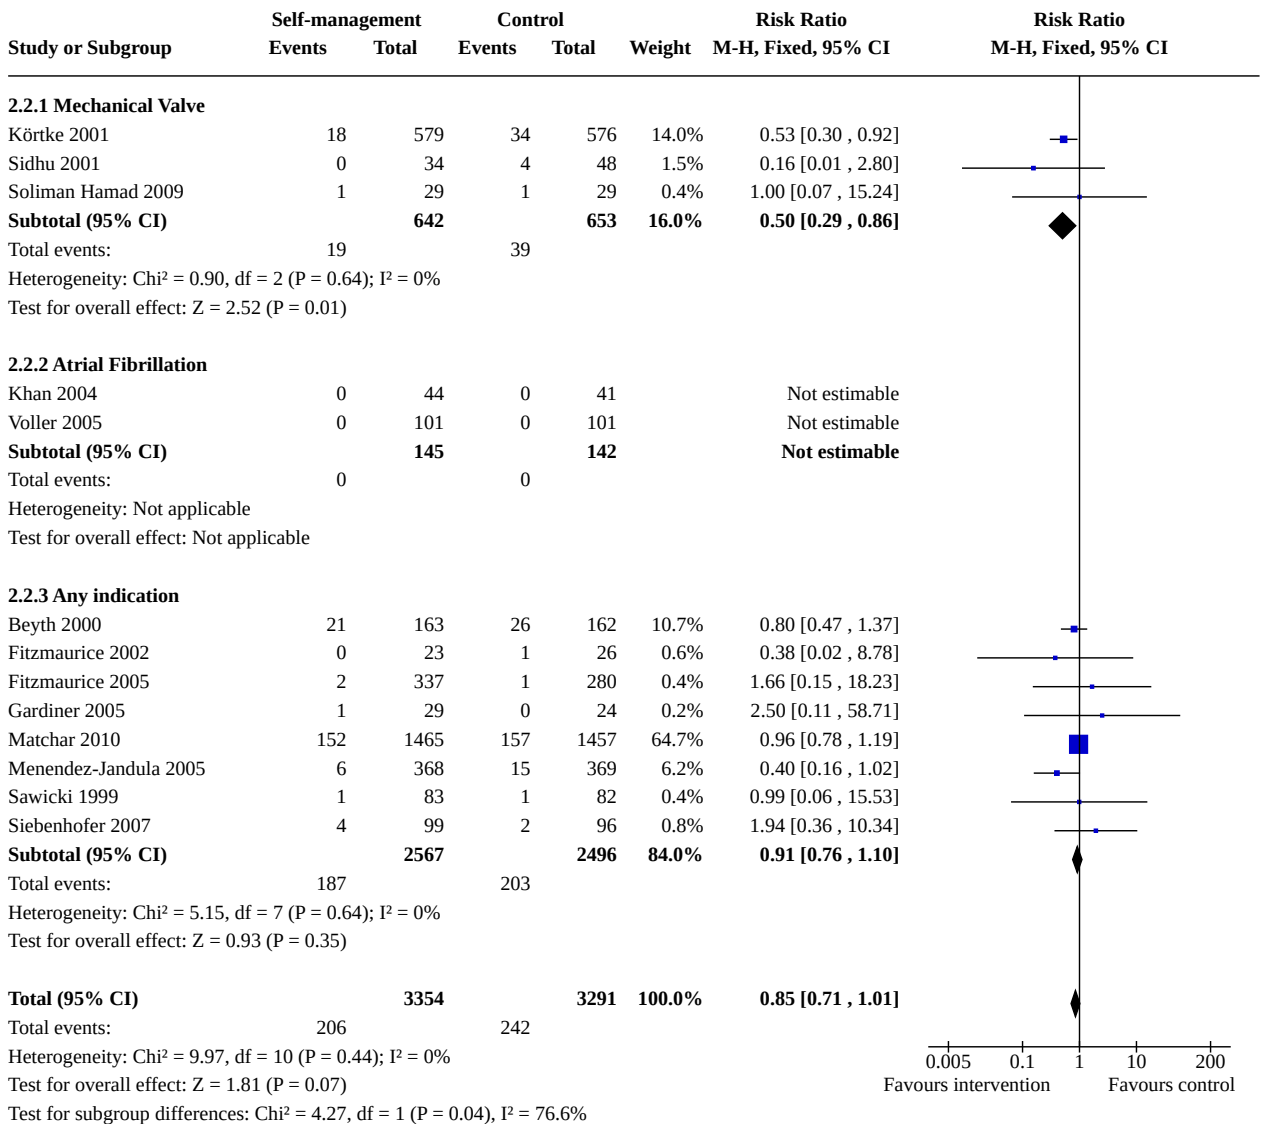 Self-management Control Risk Ratio Risk Ratio
Study or Subgroup Events Total Events Total Weight M-H, Fixed, 95% CI M-H, Fixed, 95% CI
2.2.1 Mechanical Valve
Körtke 2001 18 579 34 576 14.0% 0.53 [0.30 , 0.92]
Sidhu 2001 0 34 4 48 1.5% 0.16 [0.01 , 2.80]
Soliman Hamad 2009 1 29 1 29 0.4% 1.00 [0.07 , 15.24]
Subtotal (95% CI) 642 653 16.0% 0.50 [0.29 , 0.86]
Total events: 19 39
Heterogeneity: Chi² = 0.90, df = 2 (P = 0.64); I² = 0%
Test for overall effect: Z = 2.52 (P = 0.01)
2.2.2 Atrial Fibrillation
Khan 2004 0 44 0 41 Not estimable
Voller 2005 0 101 0 101 Not estimable
Subtotal (95% CI) 145 142 Not estimable
Total events: 0 0
Heterogeneity: Not applicable
Test for overall effect: Not applicable
2.2.3 Any indication
Beyth 2000 21 163 26 162 10.7% 0.80 [0.47 , 1.37]
Fitzmaurice 2002 0 23 1 26 0.6% 0.38 [0.02 , 8.78]
Fitzmaurice 2005 2 337 1 280 0.4% 1.66 [0.15 , 18.23]
Gardiner 2005 1 29 0 24 0.2% 2.50 [0.11 , 58.71]
Matchar 2010 152 1465 157 1457 64.7% 0.96 [0.78 , 1.19]
Menendez-Jandula 2005 6 368 15 369 6.2% 0.40 [0.16 , 1.02]
Sawicki 1999 1 83 1 82 0.4% 0.99 [0.06 , 15.53]
Siebenhofer 2007 4 99 2 96 0.8% 1.94 [0.36 , 10.34]
Subtotal (95% CI) 2567 2496 84.0% 0.91 [0.76 , 1.10]
Total events: 187 203
Heterogeneity: Chi² = 5.15, df = 7 (P = 0.64); I² = 0%
Test for overall effect: Z = 0.93 (P = 0.35)
Total (95% CI) 3354 3291 100.0% 0.85 [0.71 , 1.01]
Total events: 206 242
Heterogeneity: Chi² = 9.97, df = 10 (P = 0.44); I² = 0%
0.005 0.1 1 10 200
Test for overall effect: Z = 1.81 (P = 0.07) Favours intervention Favours control
Test for subgroup differences: Chi² = 4.27, df = 1 (P = 0.04), I² = 76.6%